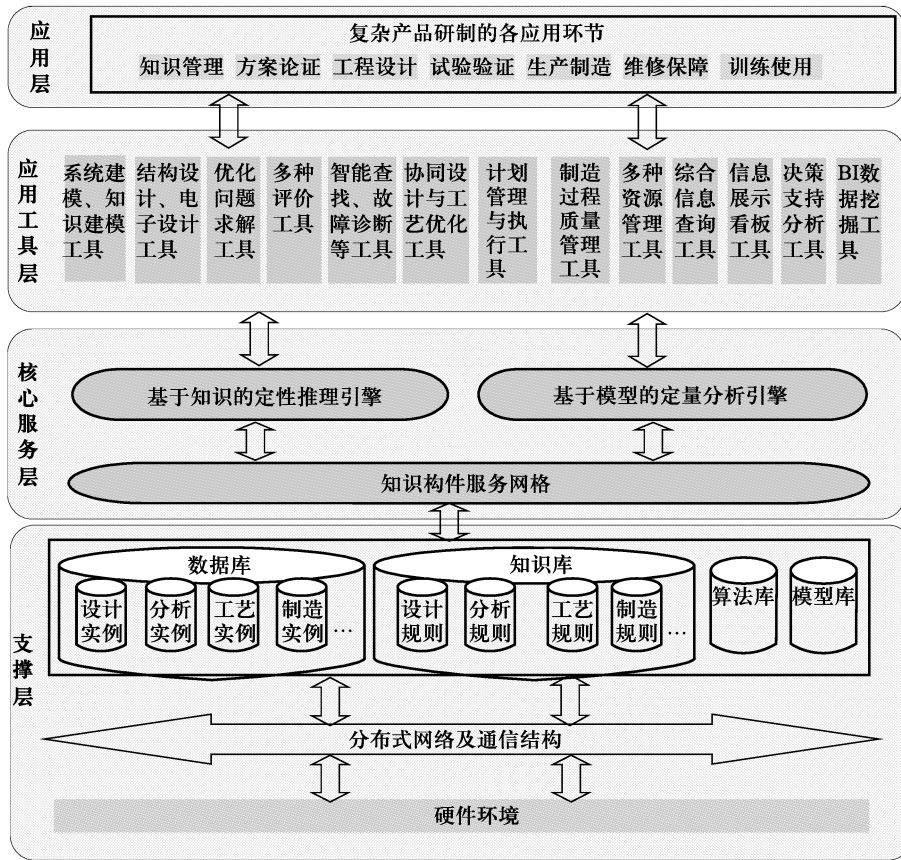 应用层
复杂产品研制的各应用环节
知识管理 方案论证 工程设计 试验验证 生产制造 维修保障 训练使用
应用工具层
系统建
模、知
识建模
工具
结构设
计、电
子设计
工具
优化
问题
求解
工具
多种
评价
工具
智能查
找、故
障诊断
等工具
协同设
计与工
艺优化
工具
计划
管理
与执
行工
具
制造
过程
质量
管理
工具
多种
资源
管理
工具
综合
信息
查询
工具
信息
展示
看板
工具
决策
支持
分析
工具
BI数
据挖
掘工
具
核心服务层
基于知识的定性推理引擎
基于模型的定量分析引擎
知识构件服务网格
支撑层
数据库
设计
实例
分析
实例
工艺
实例
制造
实例
…
知识库
设计
规则
分析
规则
工艺
规则
制造
规则
…
算法库
模型库
分布式网络及通信结构
硬件环境